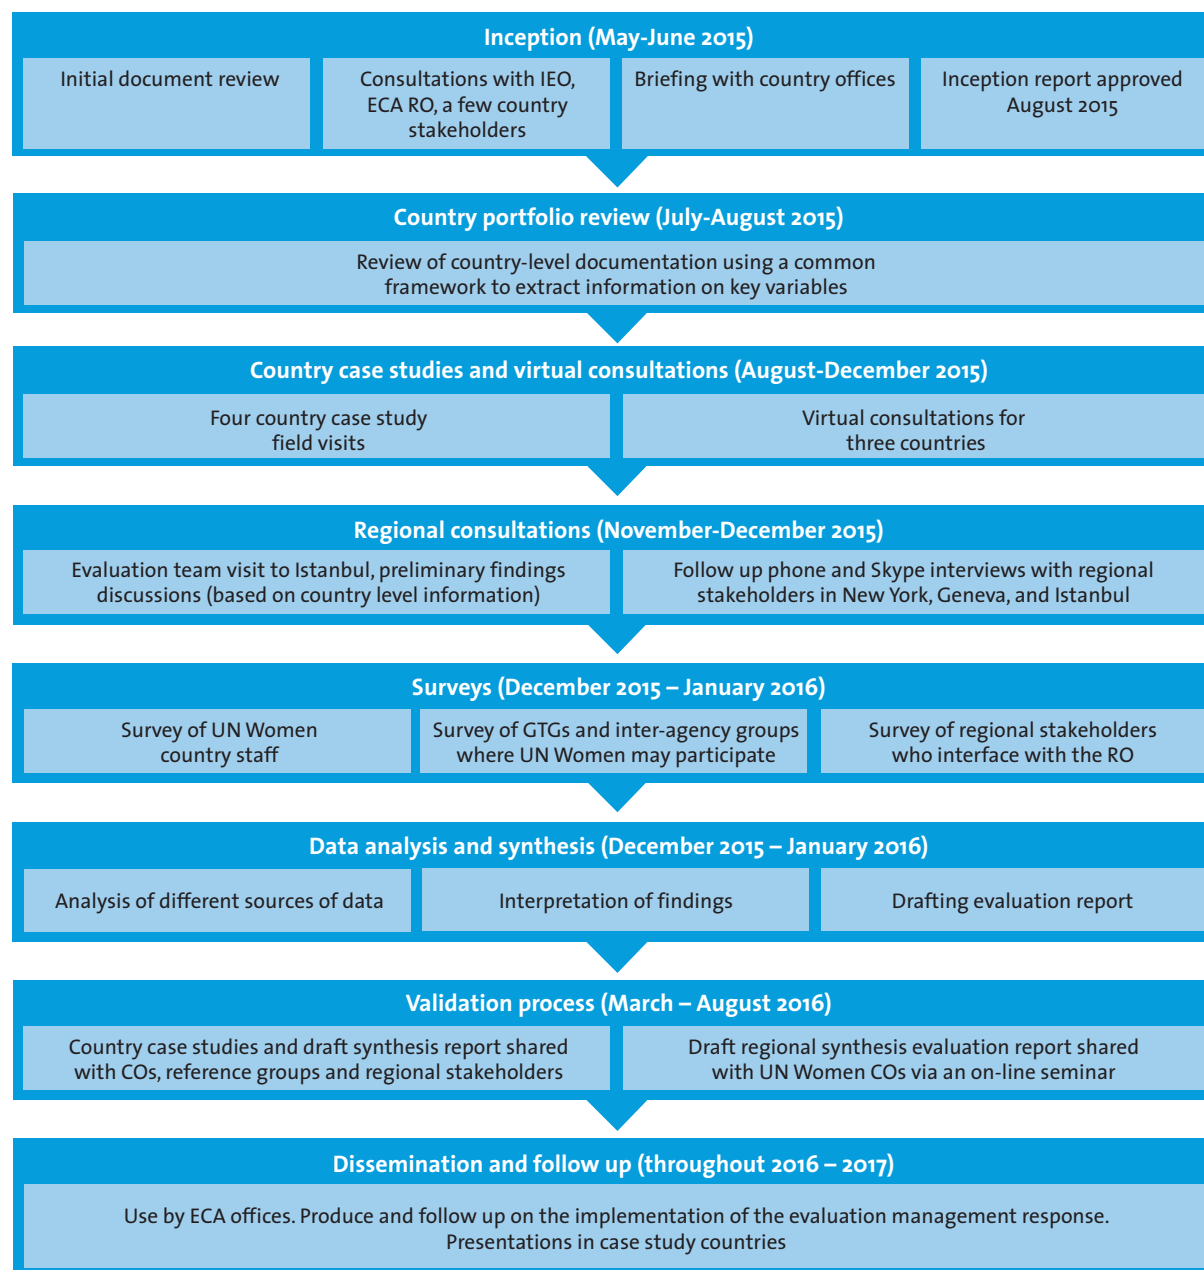 Inception (May-June 2015)
Initial document review
Consultations with IEO,
ECA RO, a few country
stakeholders
Briefing with country offices
Inception report approved
August 2015
Country portfolio review (July-August 2015)
Review of country-level documentation using a common
framework to extract information on key variables
Country case studies and virtual consultations (August-December 2015)
Four country case study
field visits
Virtual consultations for
three countries
Regional consultations (November-December 2015)
Evaluation team visit to Istanbul, preliminary findings
discussions (based on country level information)
Follow up phone and Skype interviews with regional
stakeholders in New York, Geneva, and Istanbul
Surveys (December 2015 – January 2016)
Survey of UN Women
country staff
Survey of GTGs and inter-agency groups
where UN Women may participate
Survey of regional stakeholders
who interface with the RO
Data analysis and synthesis (December 2015 – January 2016)
Analysis of different sources of data
Interpretation of findings
Drafting evaluation report
Validation process (March – August 2016)
Country case studies and draft synthesis report shared
with COs, reference groups and regional stakeholders
Draft regional synthesis evaluation report shared
with UN Women COs via an on-line seminar
Dissemination and follow up (throughout 2016 – 2017)
Use by ECA offices. Produce and follow up on the implementation of the evaluation management response.
Presentations in case study countries